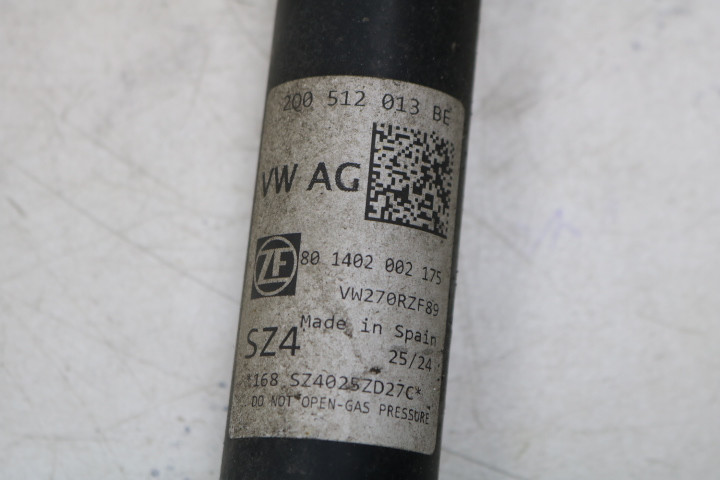 2Q0 512 013 BE
VW AG
ZF
80 1402 002 175
VW270RZF89
Made in Spain
SZ4
25/24
*168 SZ4025ZD27C*
DO NOT OPEN-GAS PRESSURE